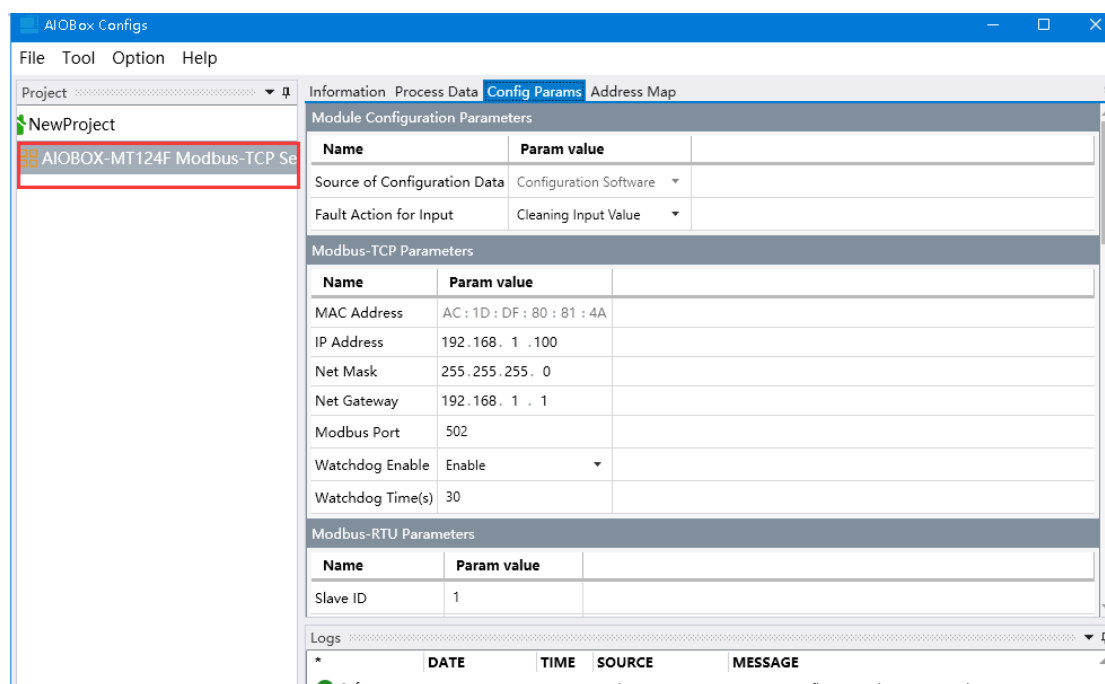 AIOBox Configs
File Tool Option Help
Project
NewProject
AIOBOX-MT124F Modbus-TCP Se
Information Process Data Config Params Address Map
Module Configuration Parameters
Name Param value
Source of Configuration Data Configuration Software
Fault Action for Input Cleaning Input Value
Modbus-TCP Parameters
Name Param value
MAC Address AC : 1D : DF : 80 : 81 : 4A
IP Address 192.168. 1 .100
Net Mask 255.255.255. 0
Net Gateway 192.168. 1 . 1
Modbus Port 502
Watchdog Enable Enable
Watchdog Time(s) 30
Modbus-RTU Parameters
Name Param value
Slave ID 1
Logs
* DATE TIME SOURCE MESSAGE